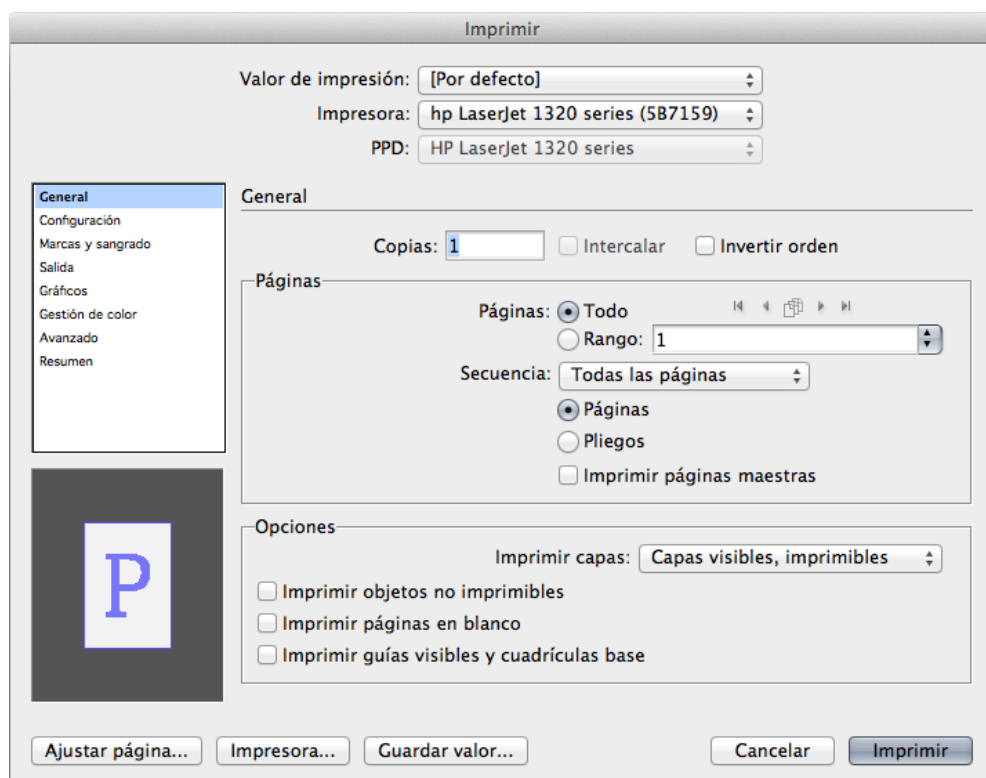 Imprimir
Valor de impresión: [Por defecto]
Impresora: hp LaserJet 1320 series (5B7159)
PPD: HP LaserJet 1320 series
General
Configuración
Marcas y sangrado
Salida
Gráficos
Gestión de color
Avanzado
Resumen
General
Copias: 1 Intercalar Invertir orden
Páginas
Páginas: Todo
Rango: 1
Secuencia: Todas las páginas
Páginas
Pliegos
Imprimir páginas maestras
P
Opciones
Imprimir capas: Capas visibles, imprimibles
Imprimir objetos no imprimibles
Imprimir páginas en blanco
Imprimir guías visibles y cuadrículas base
Ajustar página... Impresora... Guardar valor... Cancelar Imprimir